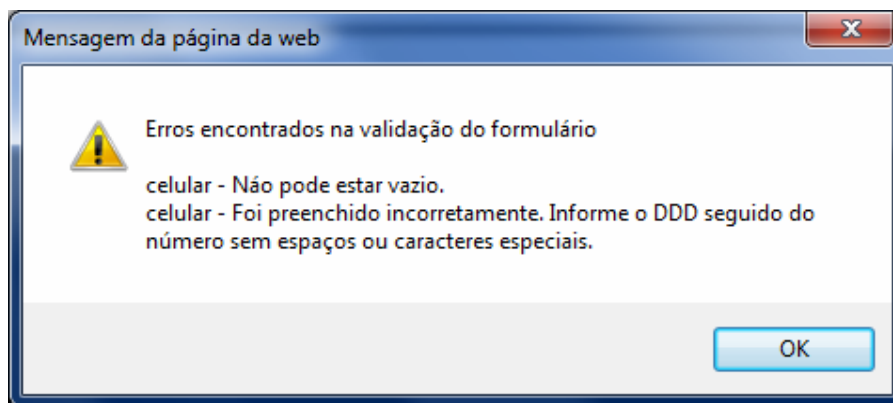 Mensagem da página da web
X
Erros encontrados na validação do formulário
celular - Náo pode estar vazio.
celular - Foi preenchido incorretamente. Informe o DDD seguido do
número sem espaços ou caracteres especiais.
OK